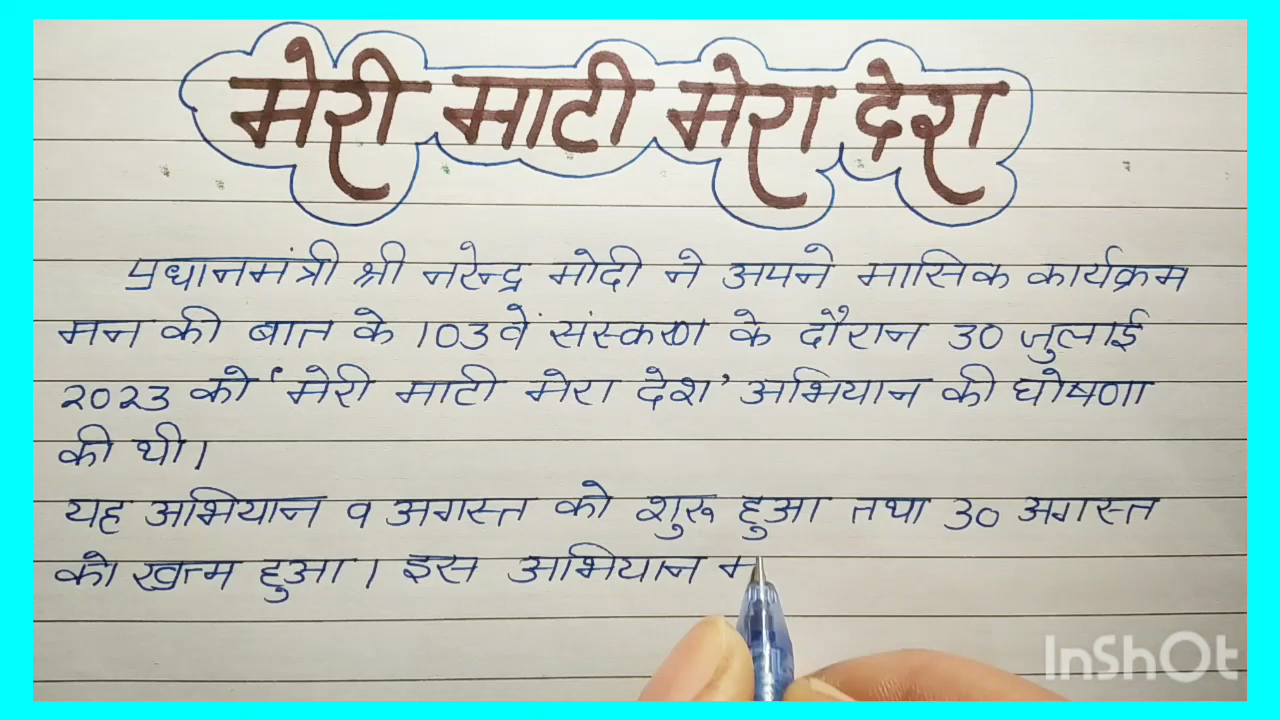 मेरी माटी मेरा देश
प्रधानमंत्री श्री नरेन्द्र मोदी ने अपने मासिक कार्यक्रम
मन की बात के 103वें संस्करण के दौरान 30 जुलाई
2023 को 'मेरी माटी मेरा देश' अभियान की घोषणा
की थी।
यह अभियान 9 अगस्त को शुरू हुआ तथा 30 अगस्त
को खत्म हुआ। इस अभियान म
InShOt